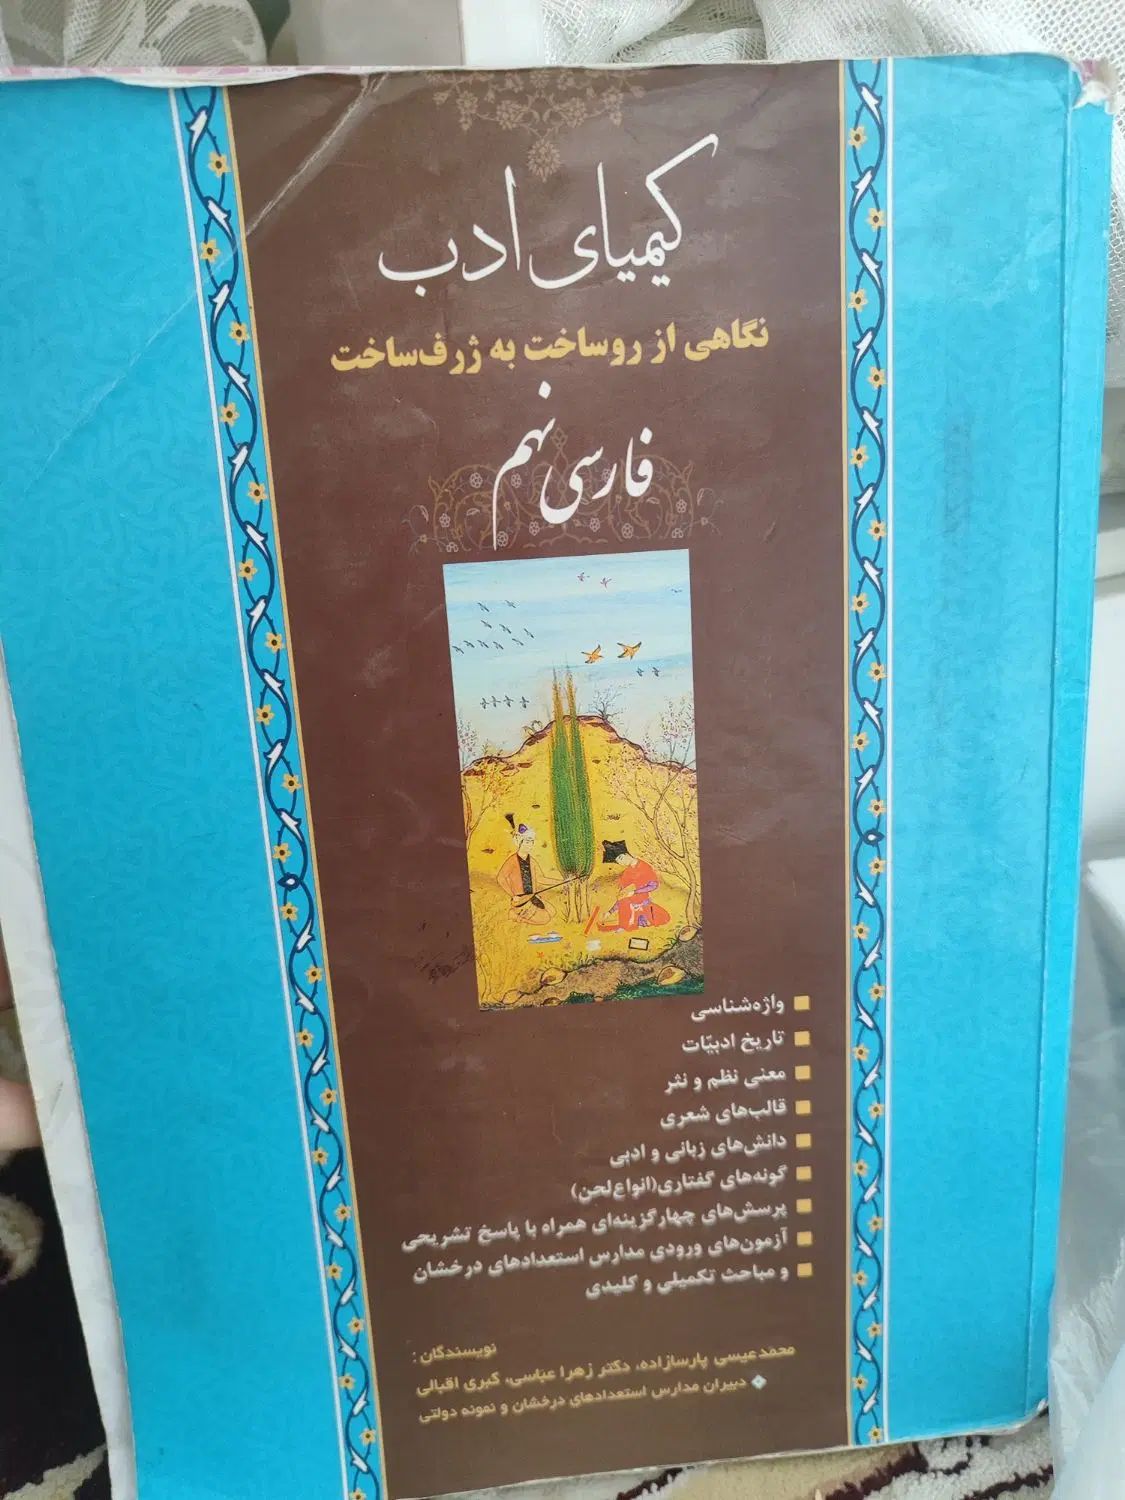 کیمیای ادب
نگاهی از روساخت به ژرف‌ساخت
فارسی نهم
واژه‌شناسی
تاریخ ادبیّات
معنی نظم و نثر
قالب‌های شعری
دانش‌های زبانی و ادبی
گونه‌های گفتاری(انواع لحن)
پرسش‌های چهارگزینه‌ای همراه با پاسخ تشریحی
آزمون‌های ورودی مدارس استعدادهای درخشان
و مباحث تکمیلی و کلیدی
نویسندگان:
محمدعیسی پارسازاده، دکتر زهرا عباسی، کبری اقبالی
دبیران مدارس استعدادهای درخشان و نمونه دولتی